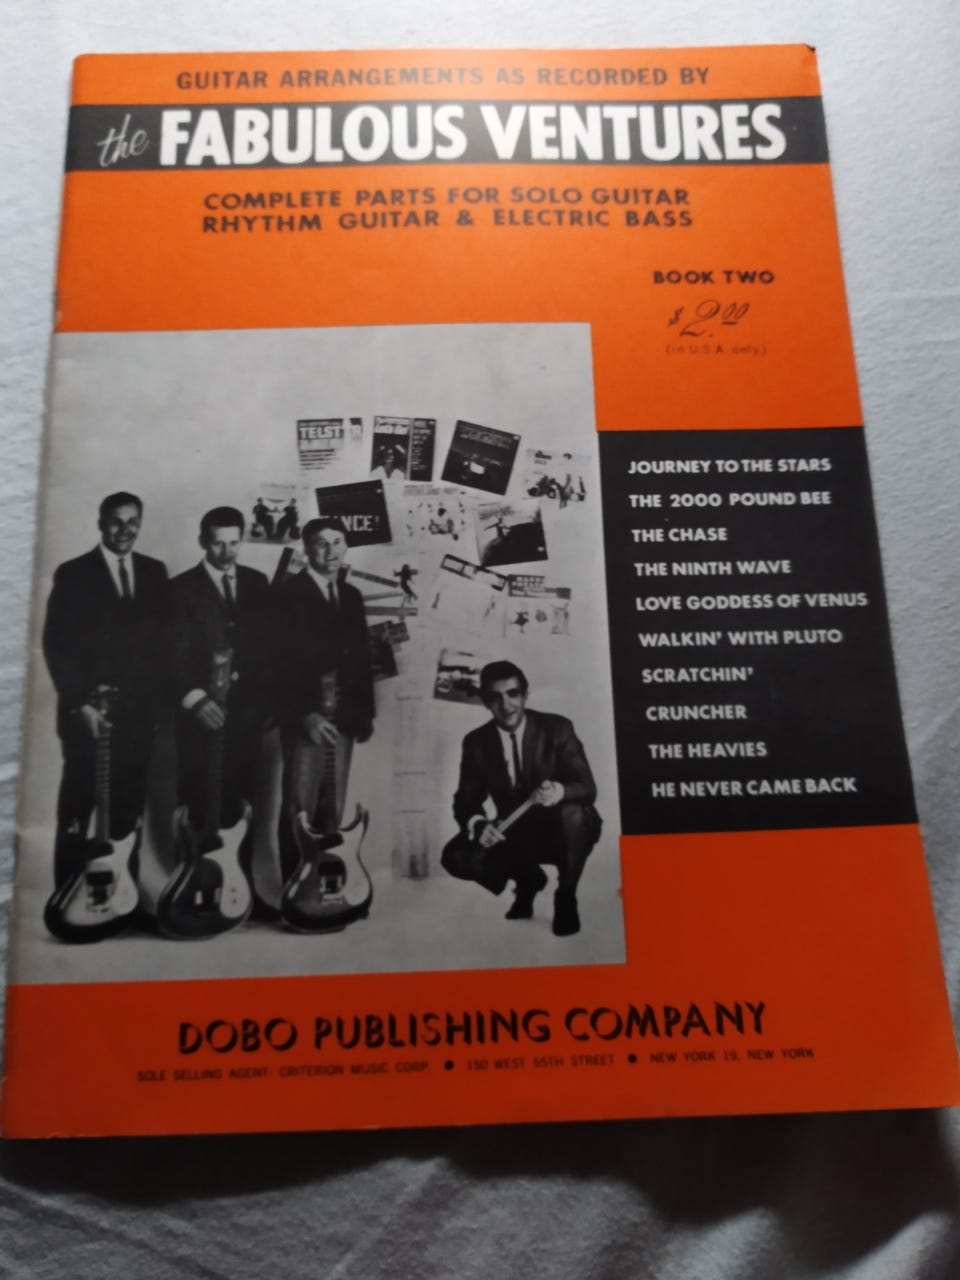 GUITAR ARRANGEMENTS AS RECORDED BY
the FABULOUS VENTURES
COMPLETE PARTS FOR SOLO GUITAR
RHYTHM GUITAR & ELECTRIC BASS
BOOK TWO
$2.00
(in U.S.A. only)
JOURNEY TO THE STARS
THE 2000 POUND BEE
THE CHASE
THE NINTH WAVE
LOVE GODDESS OF VENUS
WALKIN' WITH PLUTO
SCRATCHIN'
CRUNCHER
THE HEAVIES
HE NEVER CAME BACK
DOBO PUBLISHING COMPANY
SOLE SELLING AGENT: CRITERION MUSIC CORP. ● 150 WEST 55TH STREET ● NEW YORK 19, NEW YORK